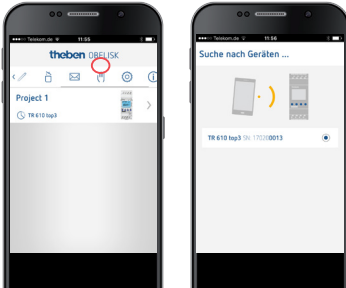 Telekom.de 11:55
theben OBELISK
Project 1
TR 610 top3
Telekom.de 11:56
Suche nach Geräten ...
TR 610 top3 SN: 170200013